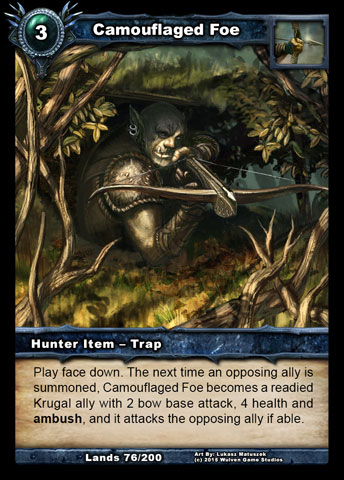 3
Camouflaged Foe
Hunter Item – Trap
Play face down. The next time an opposing ally is
summoned, Camouflaged Foe becomes a readied
Krugal ally with 2 bow base attack, 4 health and
ambush, and it attacks the opposing ally if able.
Lands 76/200
Art By: Lukasz Matuszek
(c) 2015 Wulven Game Studios